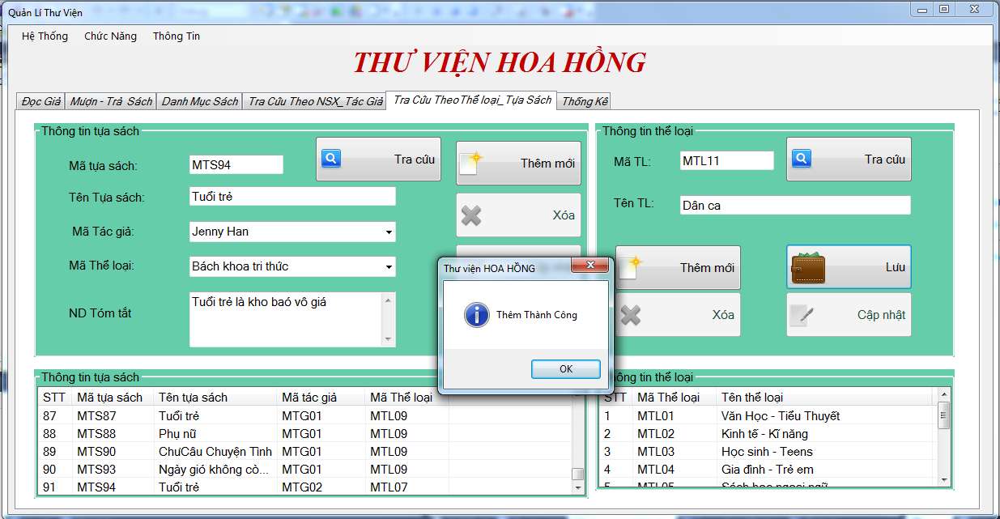 Quản Lí Thư Viện
Hệ Thống Chức Năng Thông Tin
THƯ VIỆN HOA HỒNG
Đọc Giả Mượn - Trả Sách Danh Mục Sách Tra Cứu Theo NSX_Tác Giả Tra Cứu TheoThể loại_Tựa Sách Thống Kê
Thông tin tựa sách
Mã tựa sách: MTS94 Tra cứu Thêm mới
Tên Tựa sách: Tuổi trẻ
Xóa
Mã Tác giả: Jenny Han
Mã Thể loại: Bách khoa tri thức
ND Tóm tắt Tuổi trẻ là kho baó vô giá
Thông tin thể loại
Mã TL: MTL11 Tra cứu
Tên TL: Dân ca
Thêm mới Lưu
Xóa Cập nhật
Thư viện HOA HỒNG
Thêm Thành Công
OK
Thông tin tựa sách
STT Mã tựa sách Tên tựa sách Mã tác giả Mã Thể loại
87 MTS87 Tuổi trẻ MTG01 MTL09
88 MTS88 Phụ nữ MTG01 MTL09
89 MTS90 ChưCâu Chuyện Tình MTG01 MTL09
90 MTS93 Ngày gió không cò... MTG01 MTL09
91 MTS94 Tuổi trẻ MTG02 MTL07
ông tin thể loại
STT Mã Thể loại Tên thể loại
1 MTL01 Văn Học - Tiểu Thuyết
2 MTL02 Kinh tế - Kĩ năng
3 MTL03 Học sinh - Teens
4 MTL04 Gia đình - Trẻ em
5 MTL05 Sách học ngoại ngữ